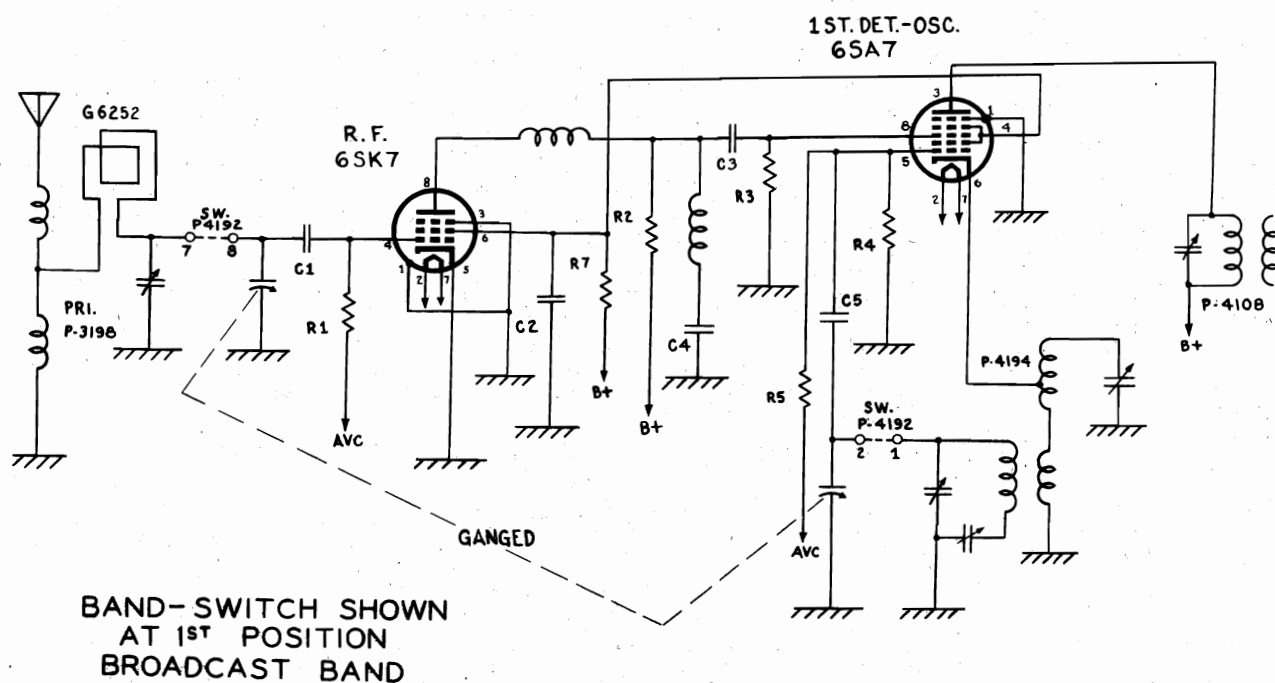 1ST. DET.-OSC.
6SA7
G6252
R.F.
6SK7
3
1
8
4
5
2
7
6
SW.
P4192
7
8
C1
8
3
4
6
1
2
7
5
C2
R7
R2
C3
R3
R4
C4
C5
R5
R1
PRI.
P-3198
AVC
B+
B+
P-4108
B+
P-4194
SW.
P-4192
2
1
AVC
GANGED
BAND-SWITCH SHOWN
AT 1ST POSITION
BROADCAST BAND